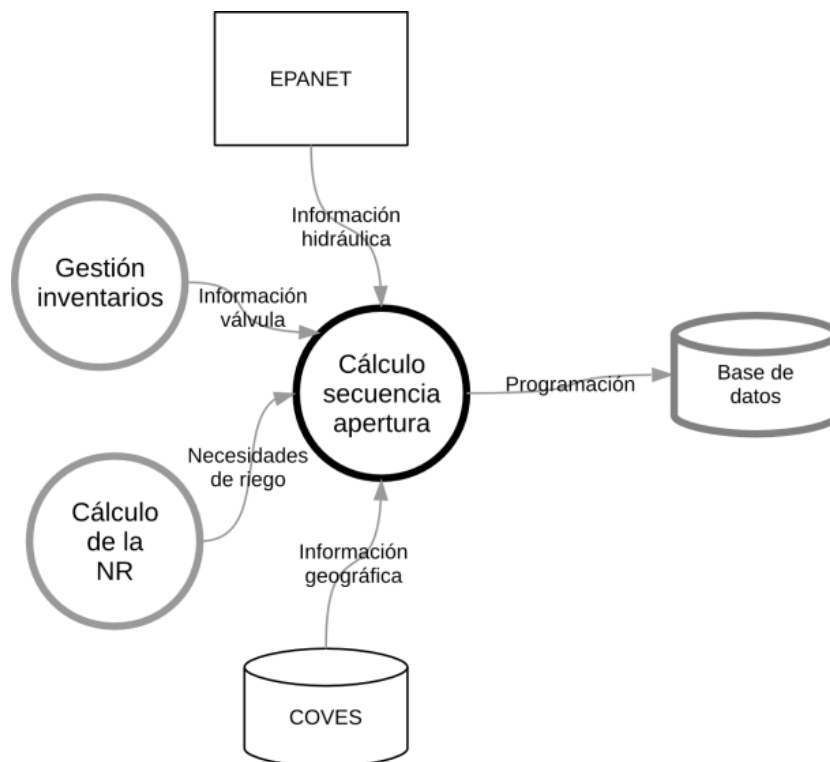 EPANET
Información
hidráulica
Gestión
inventarios
Información
válvula
Cálculo
secuencia
apertura
Programación
Base de
datos
Necesidades
de riego
Cálculo
de la
NR
Información
geográfica
COVES